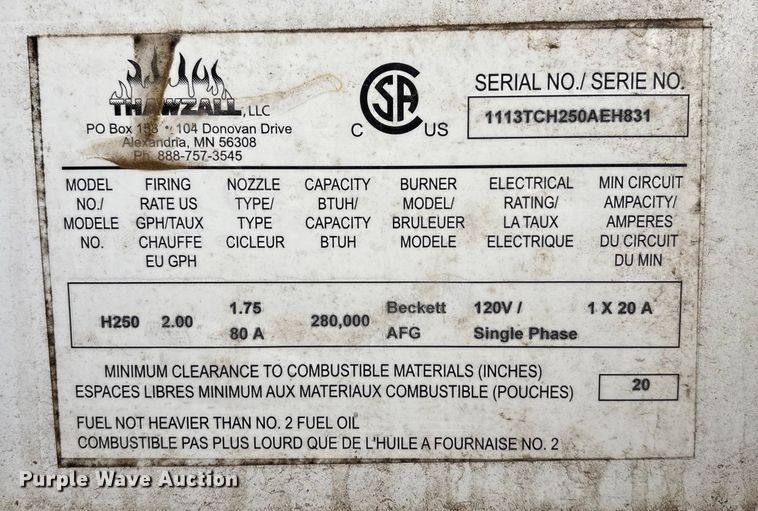 THAWZALL, LLC
PO Box 153 • 104 Donovan Drive
Alexandria, MN 56308
Ph. 888-757-3545
CSA
C US
SERIAL NO./ SERIE NO.
1113TCH250AEH831
MODEL NO./ MODELE NO.
FIRING RATE US GPH/TAUX CHAUFFE EU GPH
NOZZLE TYPE/ TYPE CICLEUR
CAPACITY BTUH/ CAPACITY BTUH
BURNER MODEL/ BRULEUER MODELE
ELECTRICAL RATING/ LA TAUX ELECTRIQUE
MIN CIRCUIT AMPACITY/ AMPERES DU CIRCUIT DU MIN
H250
2.00
1.75
80 A
280,000
Beckett
AFG
120V /
Single Phase
1 X 20 A
MINIMUM CLEARANCE TO COMBUSTIBLE MATERIALS (INCHES)
ESPACES LIBRES MINIMUM AUX MATERIAUX COMBUSTIBLE (POUCHES)
20
FUEL NOT HEAVIER THAN NO. 2 FUEL OIL
COMBUSTIBLE PAS PLUS LOURD QUE DE L'HUILE A FOURNAISE NO. 2
Purple Wave Auction